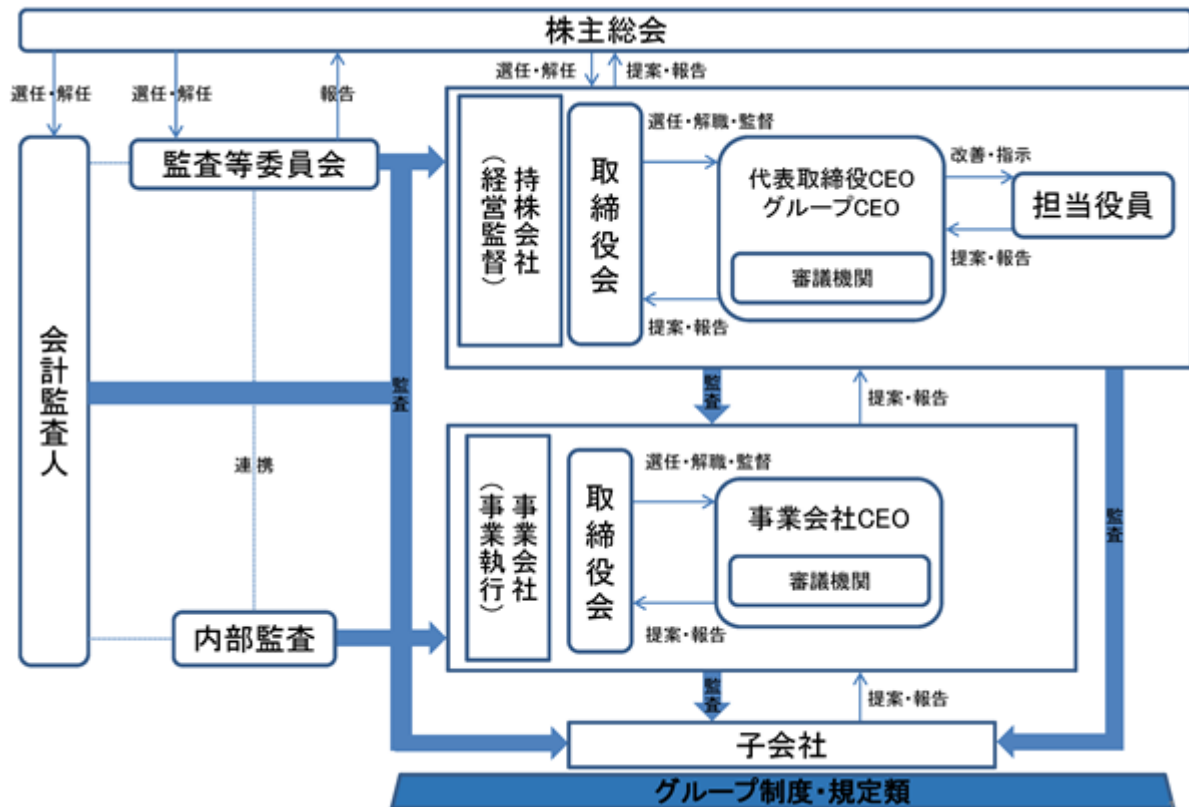 株主総会
選任・解任
選任・解任
報告
選任・解任
提案・報告
会計監査人
監査等委員会
持株会社
（経営監督）
取締役会
選任・解職・監督
代表取締役CEO
グループCEO
審議機関
改善・指示
担当役員
提案・報告
提案・報告
監査
監査
提案・報告
監査
連携
内部監査
事業会社
（事業執行）
取締役会
選任・解職・監督
事業会社CEO
審議機関
提案・報告
監査
提案・報告
子会社
グループ制度・規定類